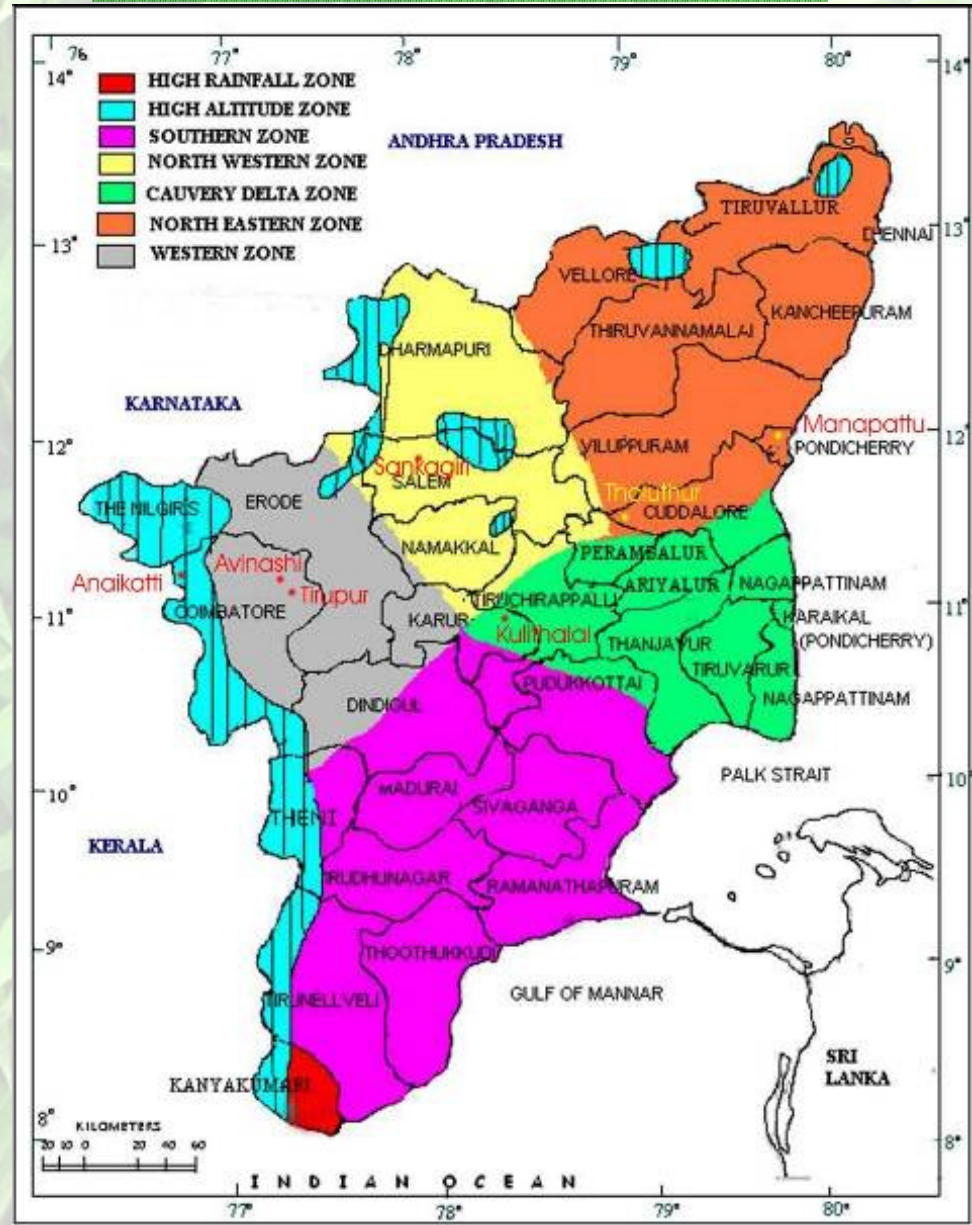 76
77°
78°
79°
80°
14°
14°
HIGH RAINFALL ZONE
HIGH ALTITUDE ZONE
SOUTHERN ZONE
NORTH WESTERN ZONE
CAUVERY DELTA ZONE
NORTH EASTERN ZONE
WESTERN ZONE
ANDHRA PRADESH
TIRUVALLUR
13°
13°
DHENNAI
VELLORE
KANCHEEPURAM
THIRUVANNAMALAI
DHARMAPURI
KARNATAKA
12°
12°
Manapattu
VILUPPURAM
PONDICHERRY
Sankagiri
SALEM
Tholuthur
THE NILGIRS
ERODE
CUDDALORE
NAMAKKAL
PERAMBALUR
Avinashi
Anaikatti
ARIYALUR
NAGAPPATTINAM
Tirupur
TIRUCHIRAPPALLI
11°
11°
COIMBATORE
KARUR
KARAIKAL
(PONDICHERRY)
Kulithalai
THANJAVUR
TIRUVARUR
PUDUKKOTTAI
NAGAPPATTINAM
DINDIGUL
PALK STRAIT
10°
10°
MADURAI
SIVAGANGA
THENI
KERALA
IRUDHUNAGAR
RAMANATHAPURAM
9°
9°
THOOTHUKKUDI
TIRUNELLVELI
GULF OF MANNAR
SRI
LANKA
KANYAKUMARI
8°
8°
KILOMETERS
20 10 0 20 40 60
INDIAN OCEAN
77°
78°
79°
80°